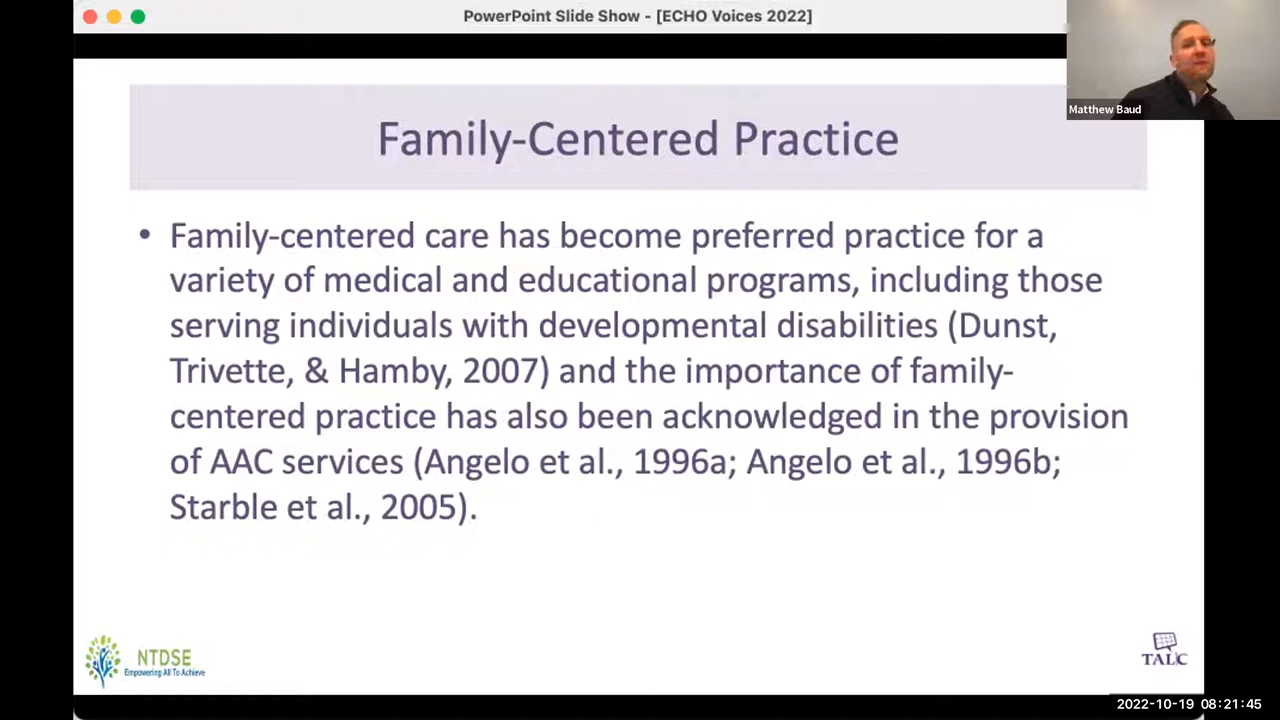 PowerPoint Slide Show - [ECHO Voices 2022]
Matthew Baud
Family-Centered Practice
• Family-centered care has become preferred practice for a
variety of medical and educational programs, including those
serving individuals with developmental disabilities (Dunst,
Trivette, & Hamby, 2007) and the importance of family-
centered practice has also been acknowledged in the provision
of AAC services (Angelo et al., 1996a; Angelo et al., 1996b;
Starble et al., 2005).
NTDSE
Empowering All To Achieve
TALC
2022-10-19 08:21:45